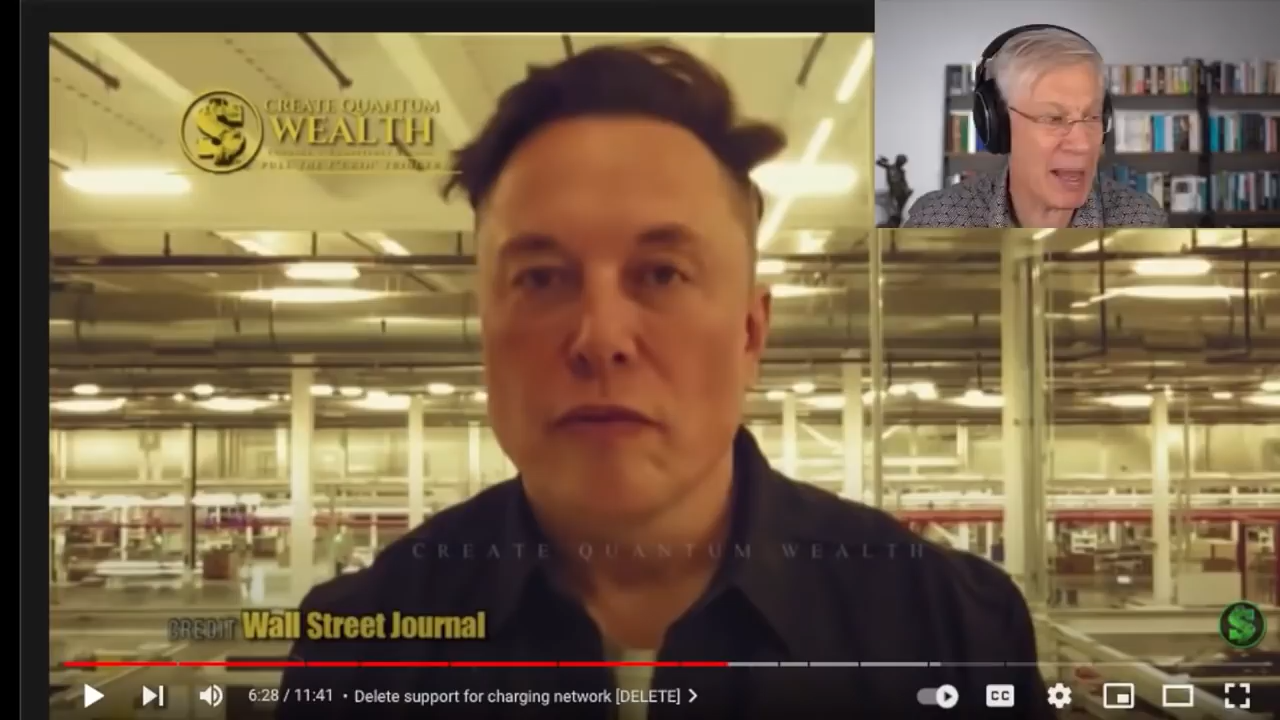 CREATE QUANTUM
WEALTH
CREATE QUANTUM WEALTH
CREDIT Wall Street Journal
6:28 / 11:41 • Delete support for charging network [DELETE] >
CC